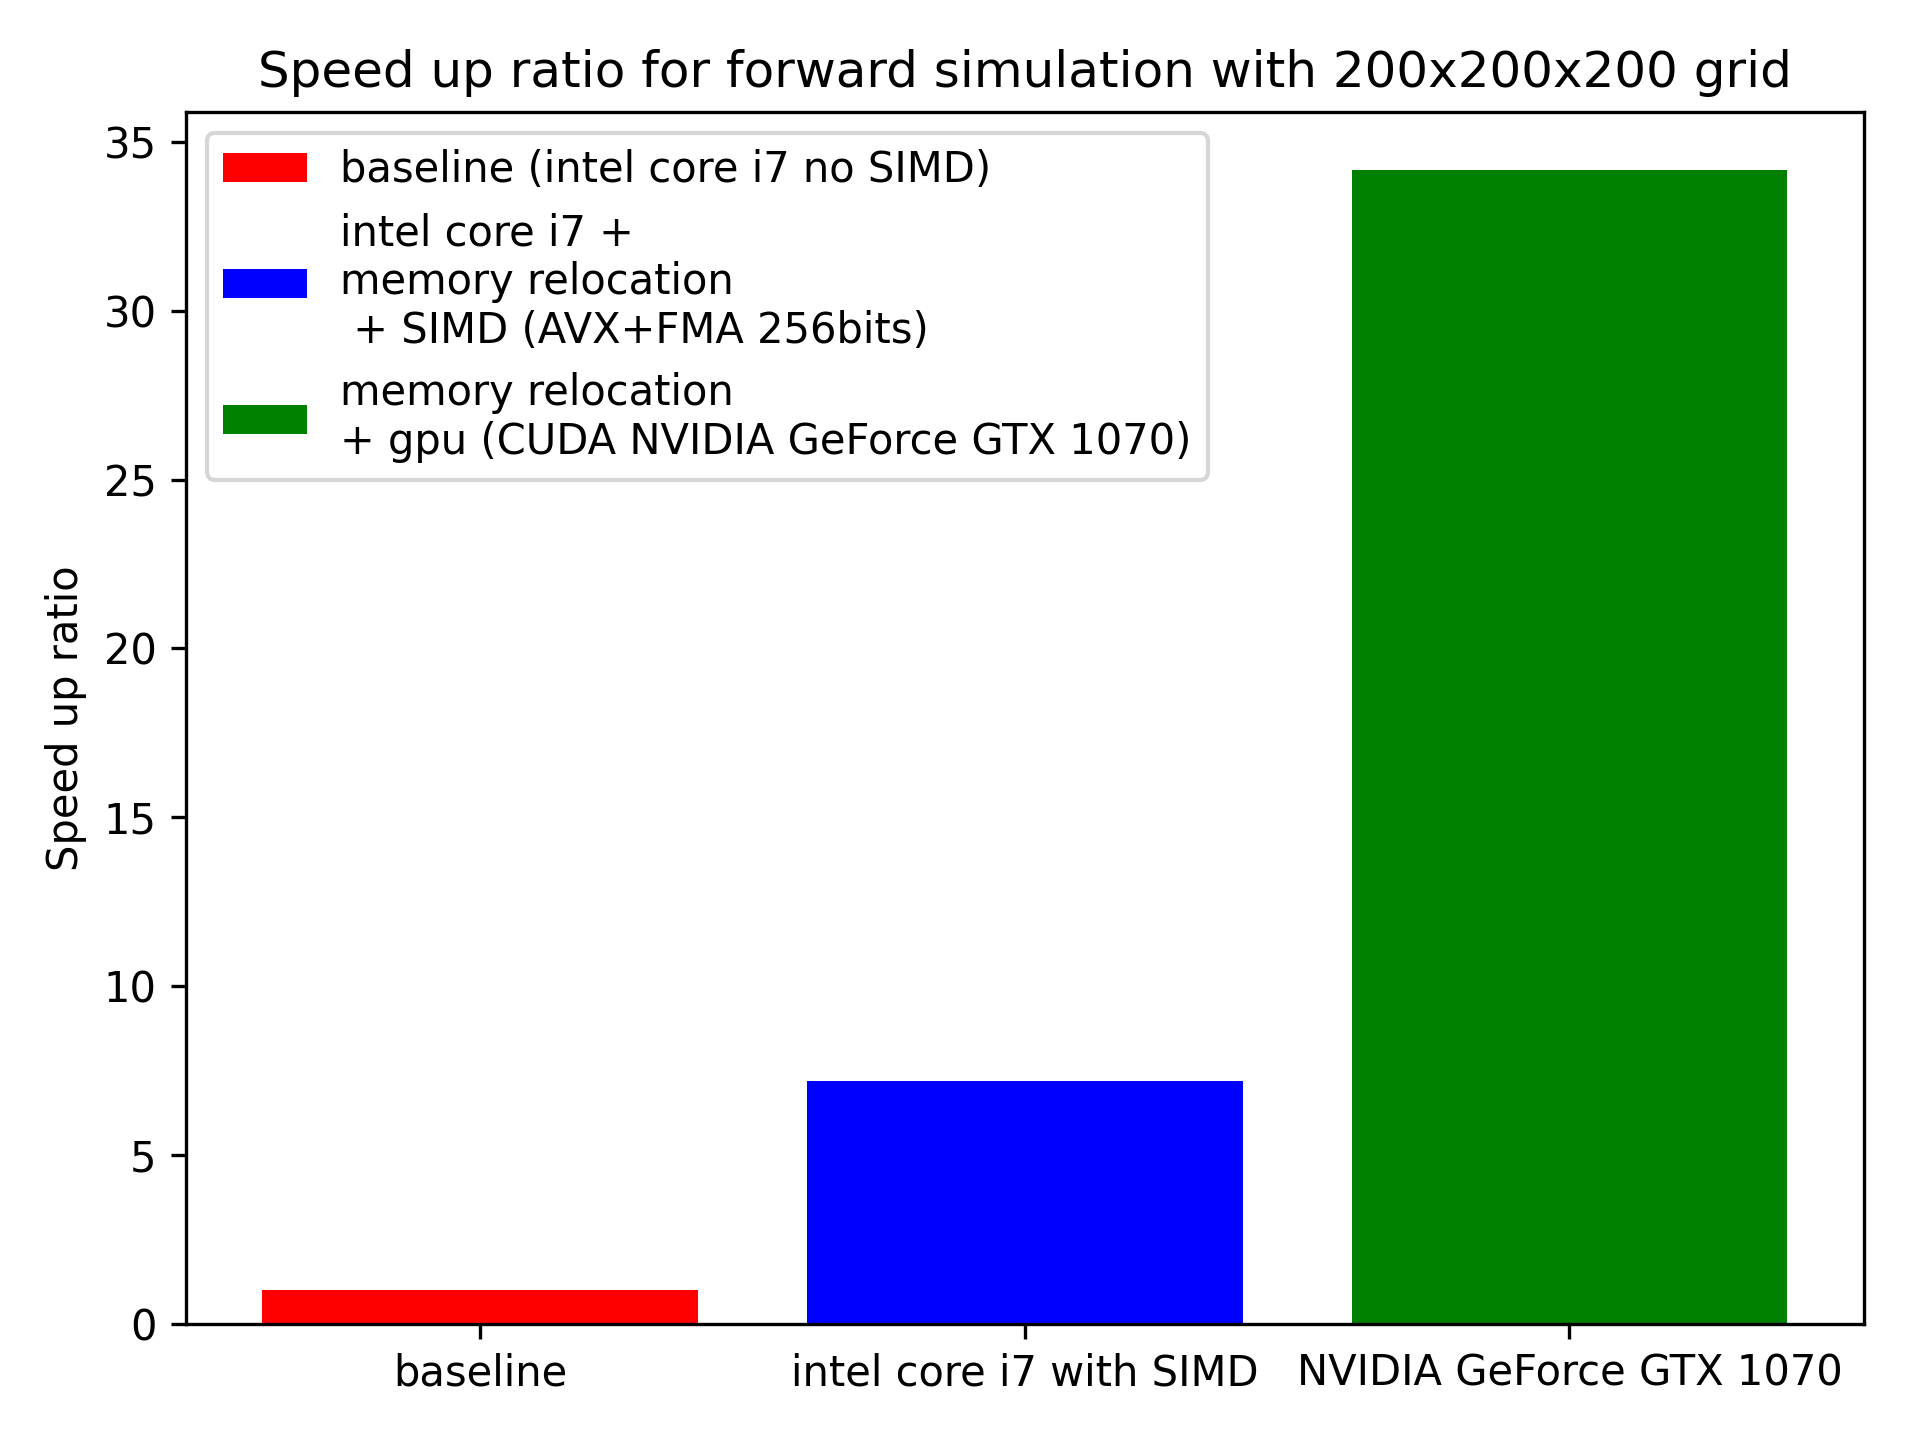 Speed up ratio for forward simulation with 200x200x200 grid
35
30
25
20
15
10
5
0
Speed up ratio
baseline (intel core i7 no SIMD)
intel core i7 +
memory relocation
+ SIMD (AVX+FMA 256bits)
memory relocation
+ gpu (CUDA NVIDIA GeForce GTX 1070)
baseline
intel core i7 with SIMD
NVIDIA GeForce GTX 1070